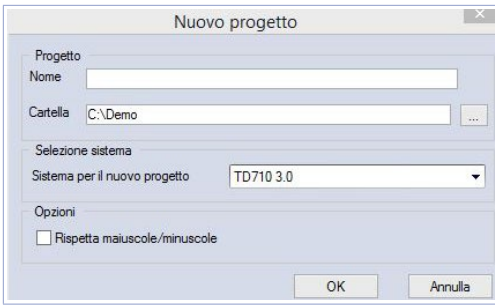 Nuovo progetto
Progetto
Nome
Cartella C:\Demo ...
Selezione sistema
Sistema per il nuovo progetto TD710 3.0
Opzioni
Rispetta maiuscole/minuscole
OK Annulla